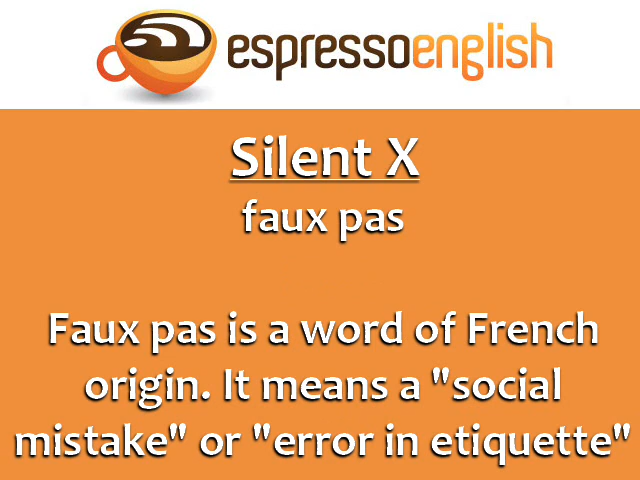 espressoenglish
Silent X
faux pas
Faux pas is a word of French
origin. It means a "social
mistake" or "error in etiquette"